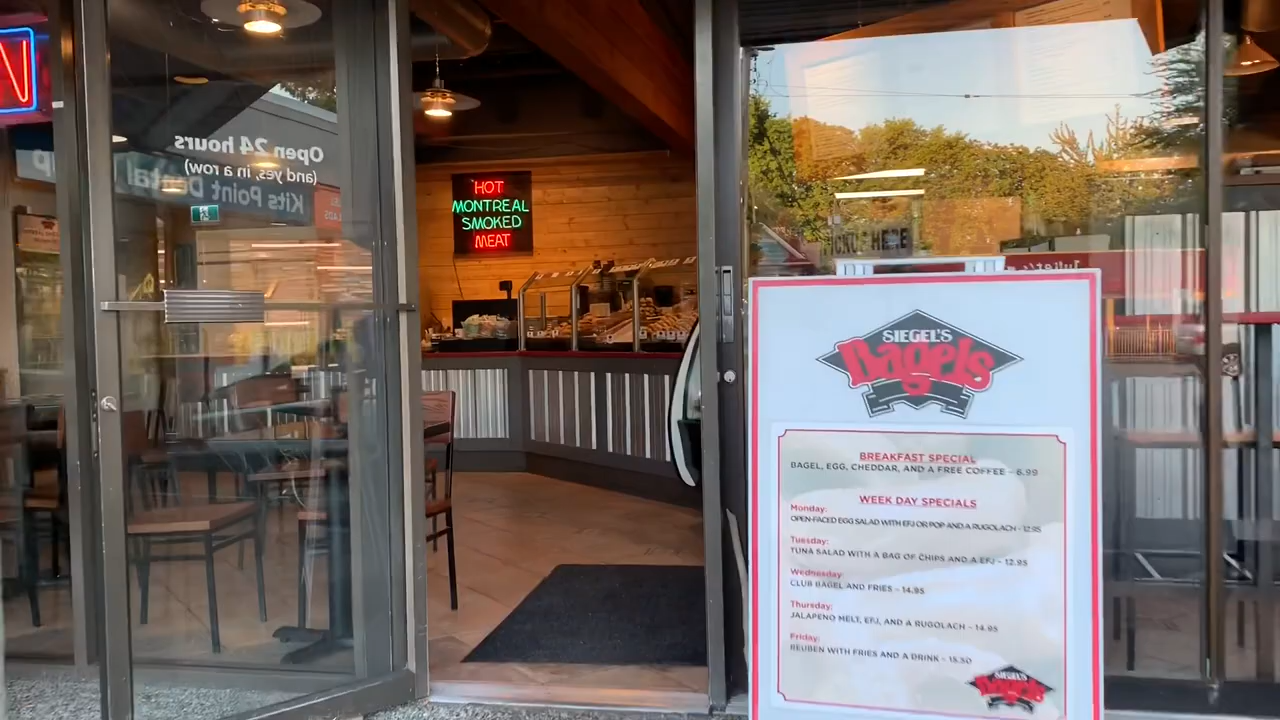 N
Open 24 hours
(and yes, in a row)
Kits Point Dental
HOT
MONTREAL
SMOKED
MEAT
HERE
SIEGEL'S
Bagels
BREAKFAST SPECIAL
BAGEL, EGG, CHEDDAR, AND A FREE COFFEE - 6.99
WEEK DAY SPECIALS
Monday:
OPEN-FACED EGG SALAD WITH EFJ OR POP AND A RUGOLACH - 12.95
Tuesday:
TUNA SALAD WITH A BAG OF CHIPS AND A EFJ - 12.95
Wednesday:
CLUB BAGEL AND FRIES - 14.95
Thursday:
JALAPENO MELT, EFJ, AND A RUGOLACH - 14.95
Friday:
REUBEN WITH FRIES AND A DRINK - 15.50
SIEGEL'S
Bagels